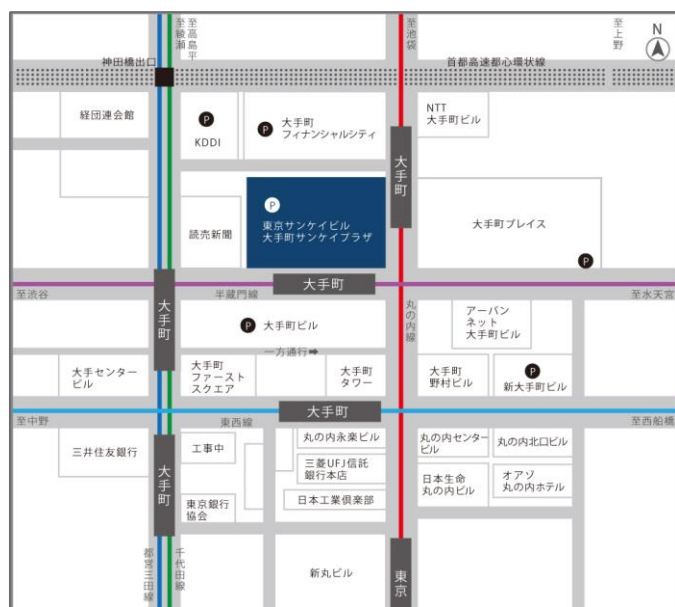 至綾瀬
至高島平
至池袋
至上野
N
神田橋出口
首都高速都心環状線
経団連会館
P
KDDI
P
大手町
フィナンシャルシティ
NTT
大手町ビル
大手町
読売新聞
P
東京サンケイビル
大手町サンケイプラザ
大手町プレイス
P
大手町
至渋谷
半蔵門線
至水天宮
大手町
丸の内線
P
大手町ビル
アーバン
ネット
大手町ビル
一方通行➡
大手センター
ビル
大手町
ファースト
スクエア
大手町
タワー
大手町
野村ビル
P
新大手町ビル
大手町
至中野
東西線
至西船橋
三井住友銀行
大手町
工事中
丸の内永楽ビル
丸の内センター
ビル
丸の内北口ビル
三菱UFJ信託
銀行本店
日本生命
丸の内ビル
オアゾ
丸の内ホテル
東京銀行
協会
日本工業倶楽部
都営三田線
千代田線
新丸ビル
東京